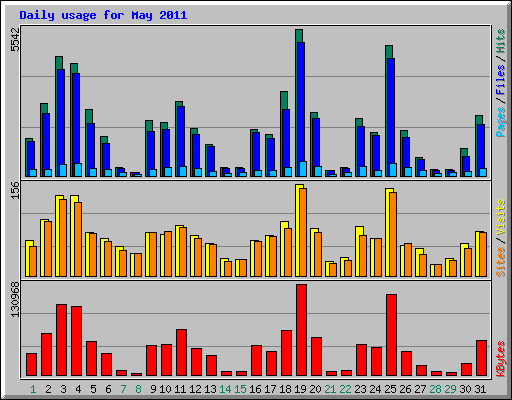 Daily usage for May 2011
5542
Pages / Files / Hits
156
Sites / Visits
130968
KBytes
1 2 3 4 5 6 7 8 9 10 11 12 13 14 15 16 17 18 19 20 21 22 23 24 25 26 27 28 29 30 31